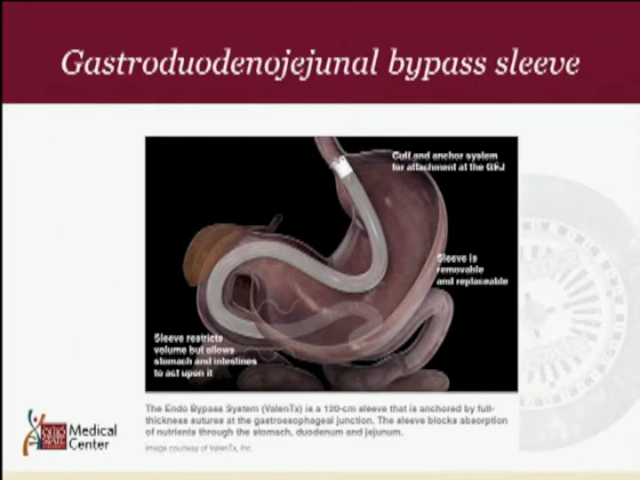 Gastroduodenojejunal bypass sleeve
Cuff and anchor system
for attachment at the GEJ
Sleeve is
removable
and replaceable
Sleeve restricts
volume but allows
stomach and intestines
to act upon it
The Endo Bypass System (ValenTx) is a 120-cm sleeve that is anchored by full-
thickness sutures at the gastroesophageal junction. The sleeve blocks absorption
of nutrients through the stomach, duodenum and jejunum.
Image courtesy of ValenTx, Inc.
OHIO
STATE
Medical
Center